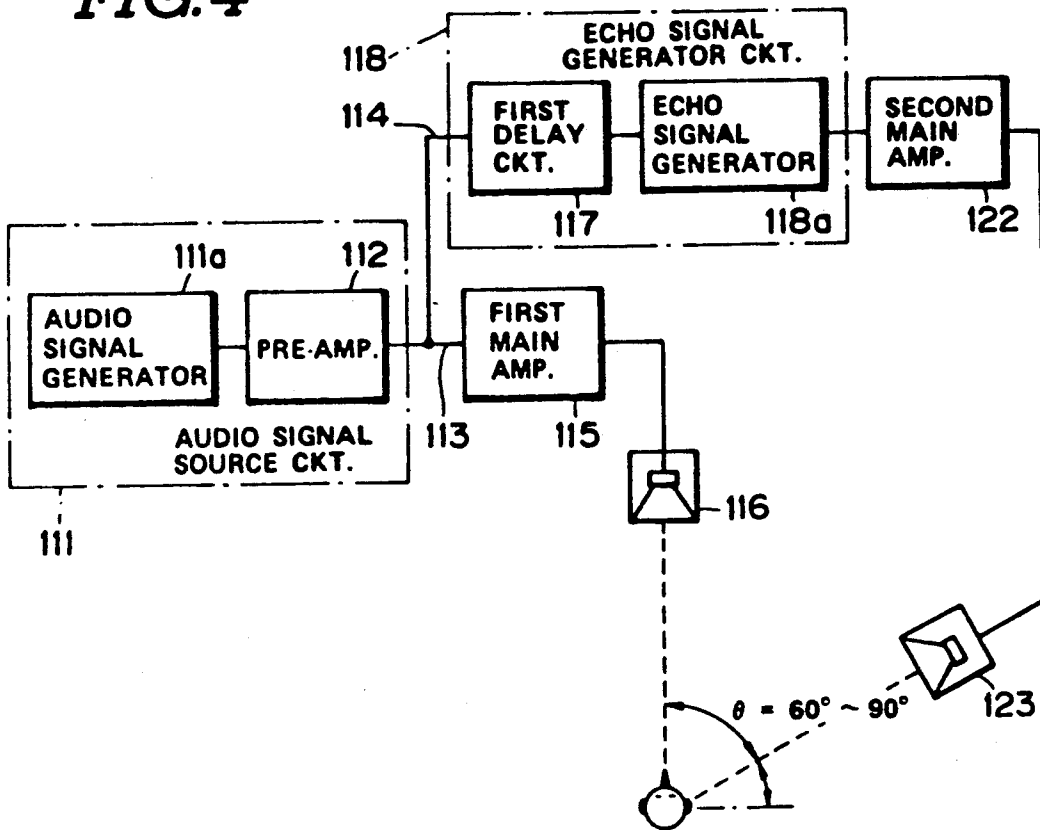 FIG.4
ECHO SIGNAL
GENERATOR CKT.
118
114
FIRST
DELAY
CKT.
ECHO
SIGNAL
GENERATOR
SECOND
MAIN
AMP.
117
118a
122
111a
112
AUDIO
SIGNAL
GENERATOR
PRE-AMP.
FIRST
MAIN
AMP.
113
115
AUDIO SIGNAL
SOURCE CKT.
111
116
123
θ = 60° ~ 90°